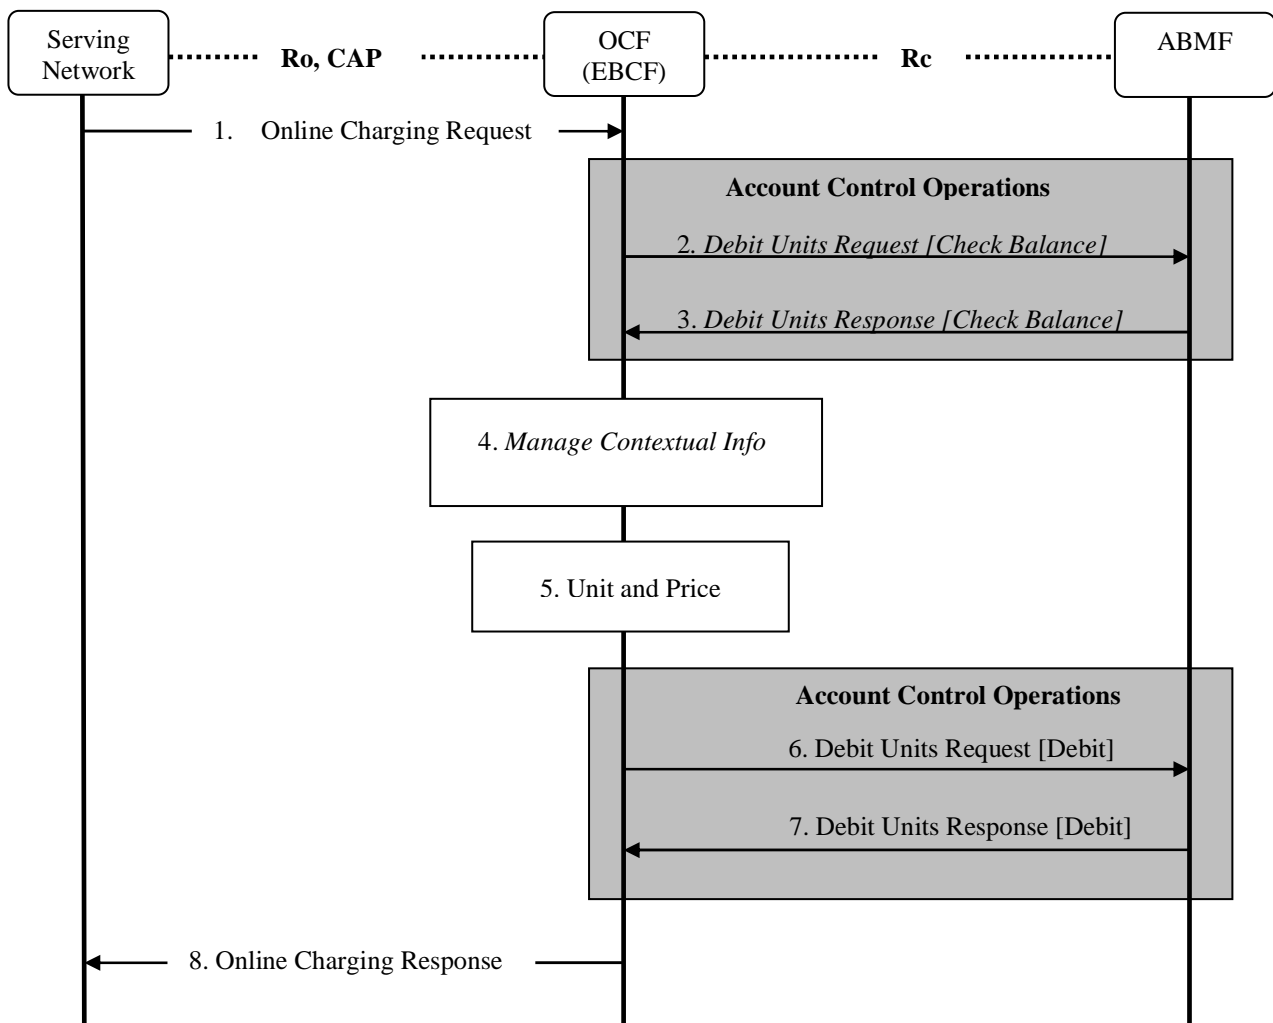 Serving
Network
Ro, CAP
OCF
(EBCF)
Rc
ABMF
1. Online Charging Request
Account Control Operations
2. Debit Units Request [Check Balance]
3. Debit Units Response [Check Balance]
4. Manage Contextual Info
5. Unit and Price
Account Control Operations
6. Debit Units Request [Debit]
7. Debit Units Response [Debit]
8. Online Charging Response